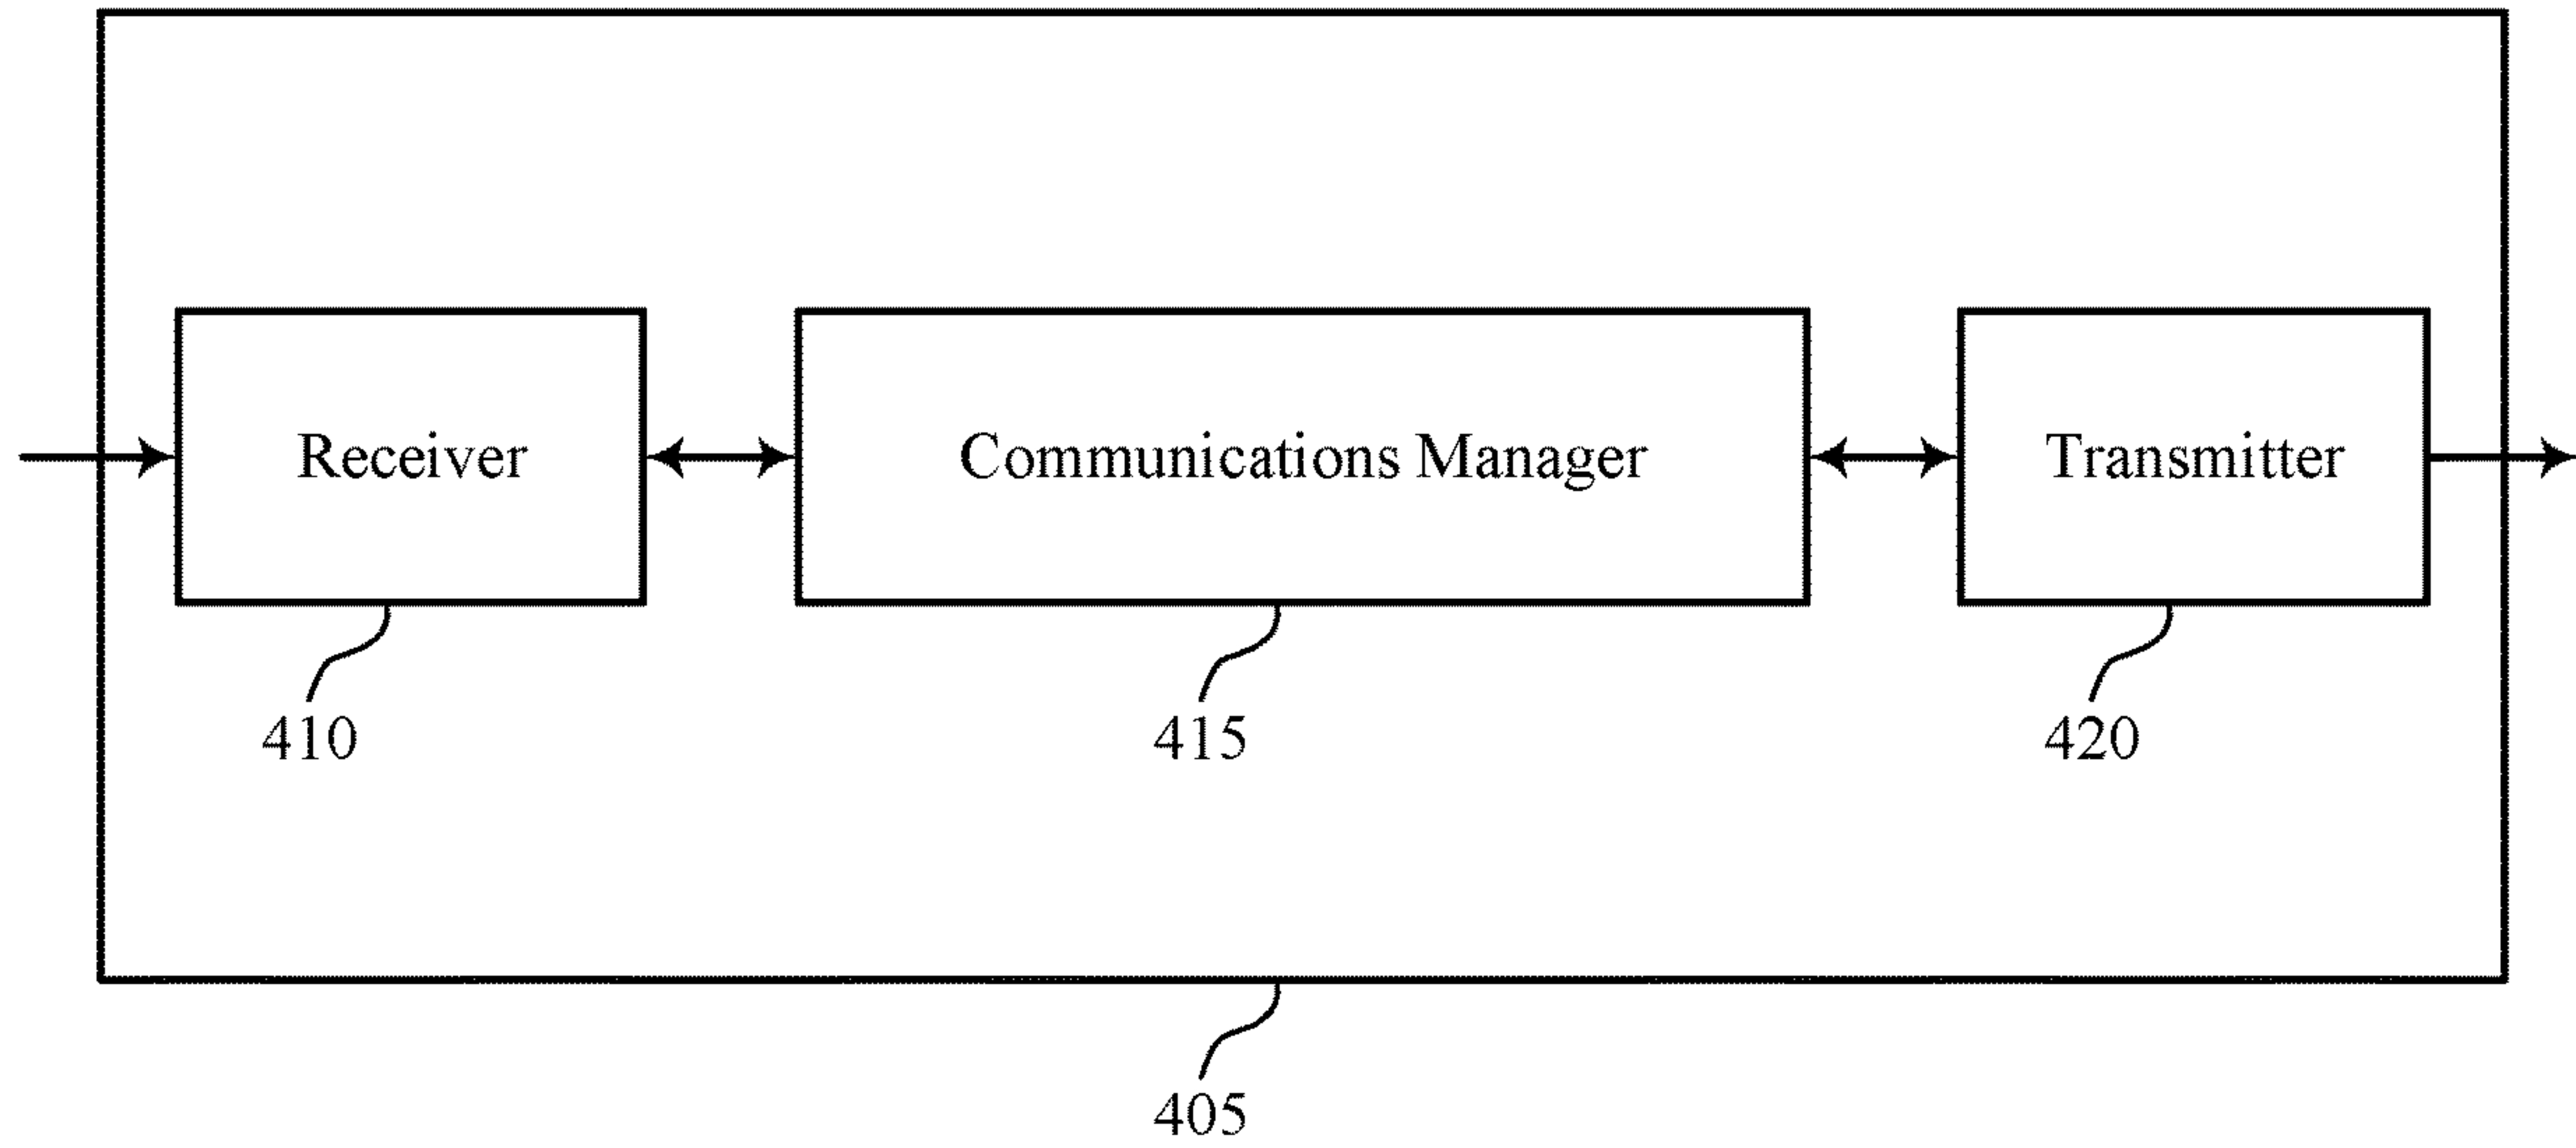 Receiver
Communications Manager
Transmitter
410
415
420
405